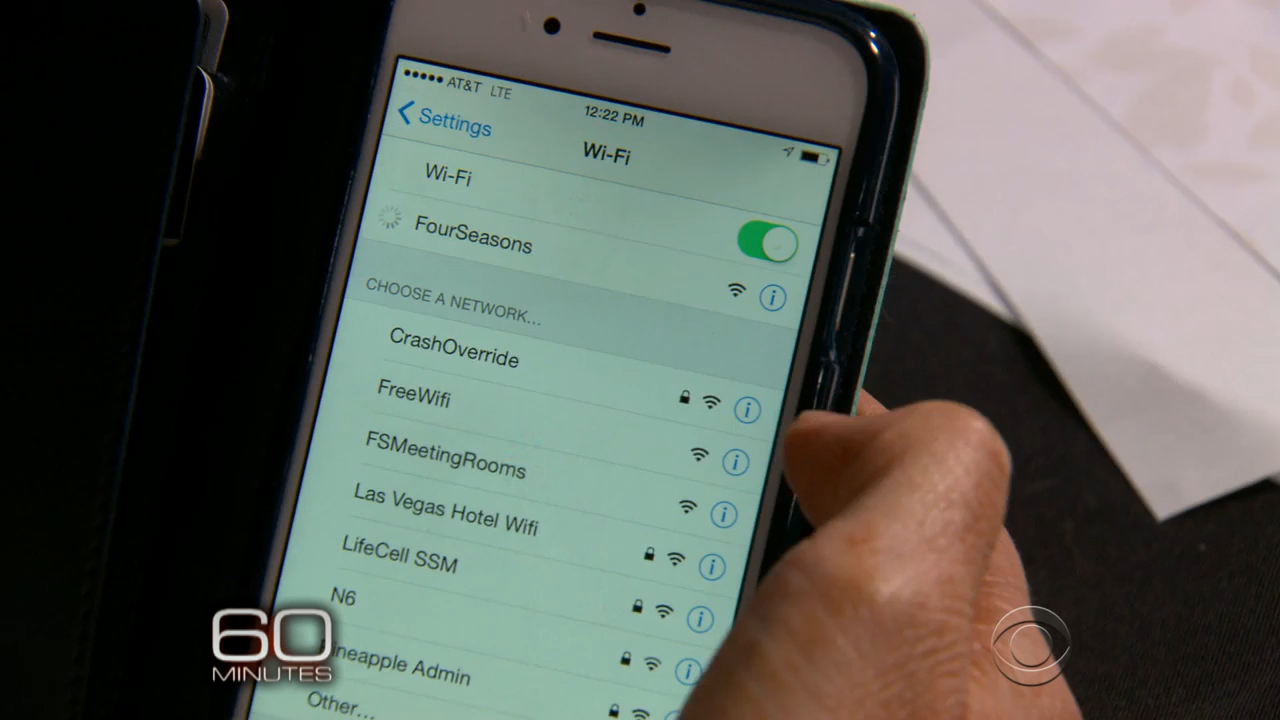 AT&T LTE
12:22 PM
Settings
Wi-Fi
Wi-Fi
FourSeasons
CHOOSE A NETWORK...
CrashOverride
FreeWifi
FSMeetingRooms
Las Vegas Hotel Wifi
LifeCell SSM
N6
neapple Admin
Other...
60
MINUTES